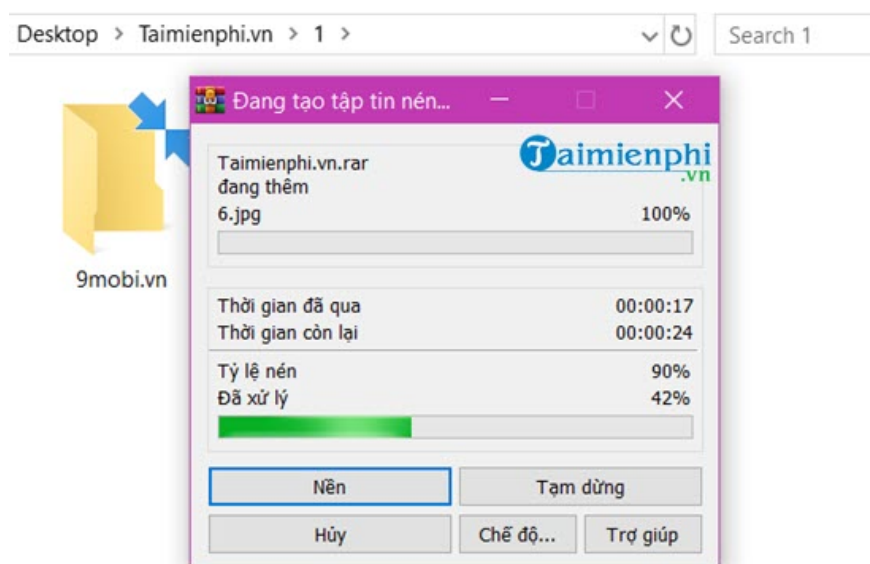 Desktop > Taimienphi.vn > 1 >
Search 1
Đang tạo tập tin nén...
Taimienphi
.vn
Taimienphi.vn.rar
đang thêm
6.jpg 100%
9mobi.vn
Thời gian đã qua 00:00:17
Thời gian còn lại 00:00:24
Tỷ lệ nén 90%
Đã xử lý 42%
Nền Tạm dừng
Hủy Chế độ... Trợ giúp